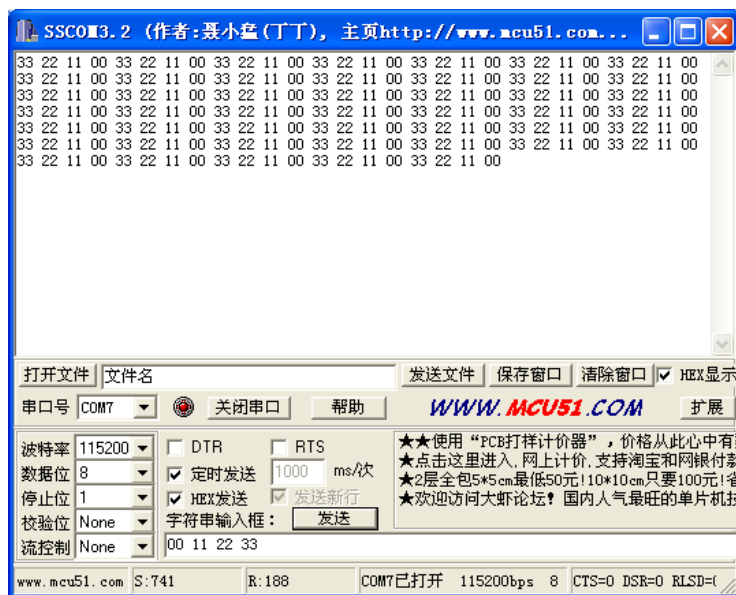 SSCOM3.2 (作者:聂小猛(丁丁), 主页http://www.mcu51.com...
33 22 11 00 33 22 11 00 33 22 11 00 33 22 11 00 33 22 11 00 33 22 11 00 33 22 11 00
33 22 11 00 33 22 11 00 33 22 11 00 33 22 11 00 33 22 11 00 33 22 11 00 33 22 11 00
33 22 11 00 33 22 11 00 33 22 11 00 33 22 11 00 33 22 11 00 33 22 11 00 33 22 11 00
33 22 11 00 33 22 11 00 33 22 11 00 33 22 11 00 33 22 11 00 33 22 11 00 33 22 11 00
33 22 11 00 33 22 11 00 33 22 11 00 33 22 11 00 33 22 11 00 33 22 11 00 33 22 11 00
33 22 11 00 33 22 11 00 33 22 11 00 33 22 11 00 33 22 11 00 33 22 11 00 33 22 11 00
33 22 11 00 33 22 11 00 33 22 11 00 33 22 11 00 33 22 11 00
打开文件 文件名 发送文件 保存窗口 清除窗口 HEX显示
串口号 COM7 关闭串口 帮助 WWW.MCU51.COM 扩展
波特率 115200 DTR RTS
数据位 8 定时发送 1000 ms/次
停止位 1 HEX发送 发送新行
校验位 None 字符串输入框: 发送
流控制 None 00 11 22 33
★★使用“PCB打样计价器”,价格从此心中有
★点击这里进入,网上计价,支持淘宝和网银付款
★2层全包5*5cm最低50元!10*10cm只要100元!省
★欢迎访问大虾论坛!国内人气最旺的单片机技
www.mcu51.com S:741 R:188 COM7已打开 115200bps 8 CTS=0 DSR=0 RLSD=(